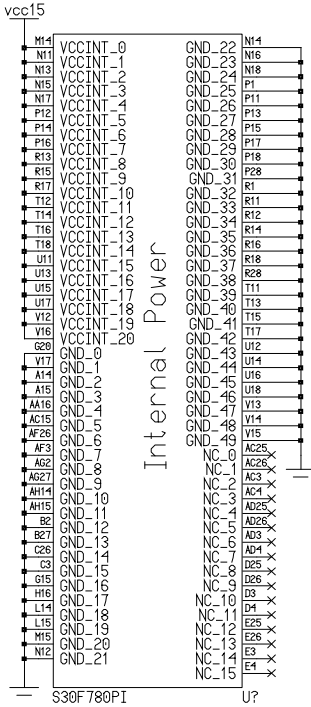 vcc15
M14 VCCINT_0 GND_22 N14
N11 VCCINT_1 GND_23 N16
N13 VCCINT_2 GND_24 N18
N15 VCCINT_3 GND_25 P1
N17 VCCINT_4 GND_26 P11
P12 VCCINT_5 GND_27 P13
P14 VCCINT_6 GND_28 P15
P16 VCCINT_7 GND_29 P17
R13 VCCINT_8 GND_30 P18
R15 VCCINT_9 GND_31 P28
R17 VCCINT_10 GND_32 R1
T12 VCCINT_11 GND_33 R11
T14 VCCINT_12 GND_34 R12
T16 VCCINT_13 GND_35 R14
T18 VCCINT_14 GND_36 R16
U11 VCCINT_15 GND_37 R18
U13 VCCINT_16 GND_38 R28
U15 VCCINT_17 GND_39 T11
U17 VCCINT_18 GND_40 T13
V12 VCCINT_19 GND_41 T15
V16 VCCINT_20 GND_42 T17
G20 GND_0 GND_43 U12
V17 GND_1 GND_44 U14
A14 GND_2 GND_45 U16
A15 GND_3 GND_46 U18
AA16 GND_4 GND_47 V13
AC15 GND_5 GND_48 V14
AF26 GND_6 GND_49 V15
AF3 GND_7 NC_0 AC25
AG2 GND_8 NC_1 AC26
AG27 GND_9 NC_2 AC3
AH14 GND_10 NC_3 AC4
AH15 GND_11 NC_4 AD25
B2 GND_12 NC_5 AD26
B27 GND_13 NC_6 AD3
C26 GND_14 NC_7 AD4
C3 GND_15 NC_8 D25
G15 GND_16 NC_9 D26
H16 GND_17 NC_10 D3
L14 GND_18 NC_11 D4
L15 GND_19 NC_12 E25
M15 GND_20 NC_13 E26
N12 GND_21 NC_14 E3
NC_15 E4
Internal Power
S30F780PI U?